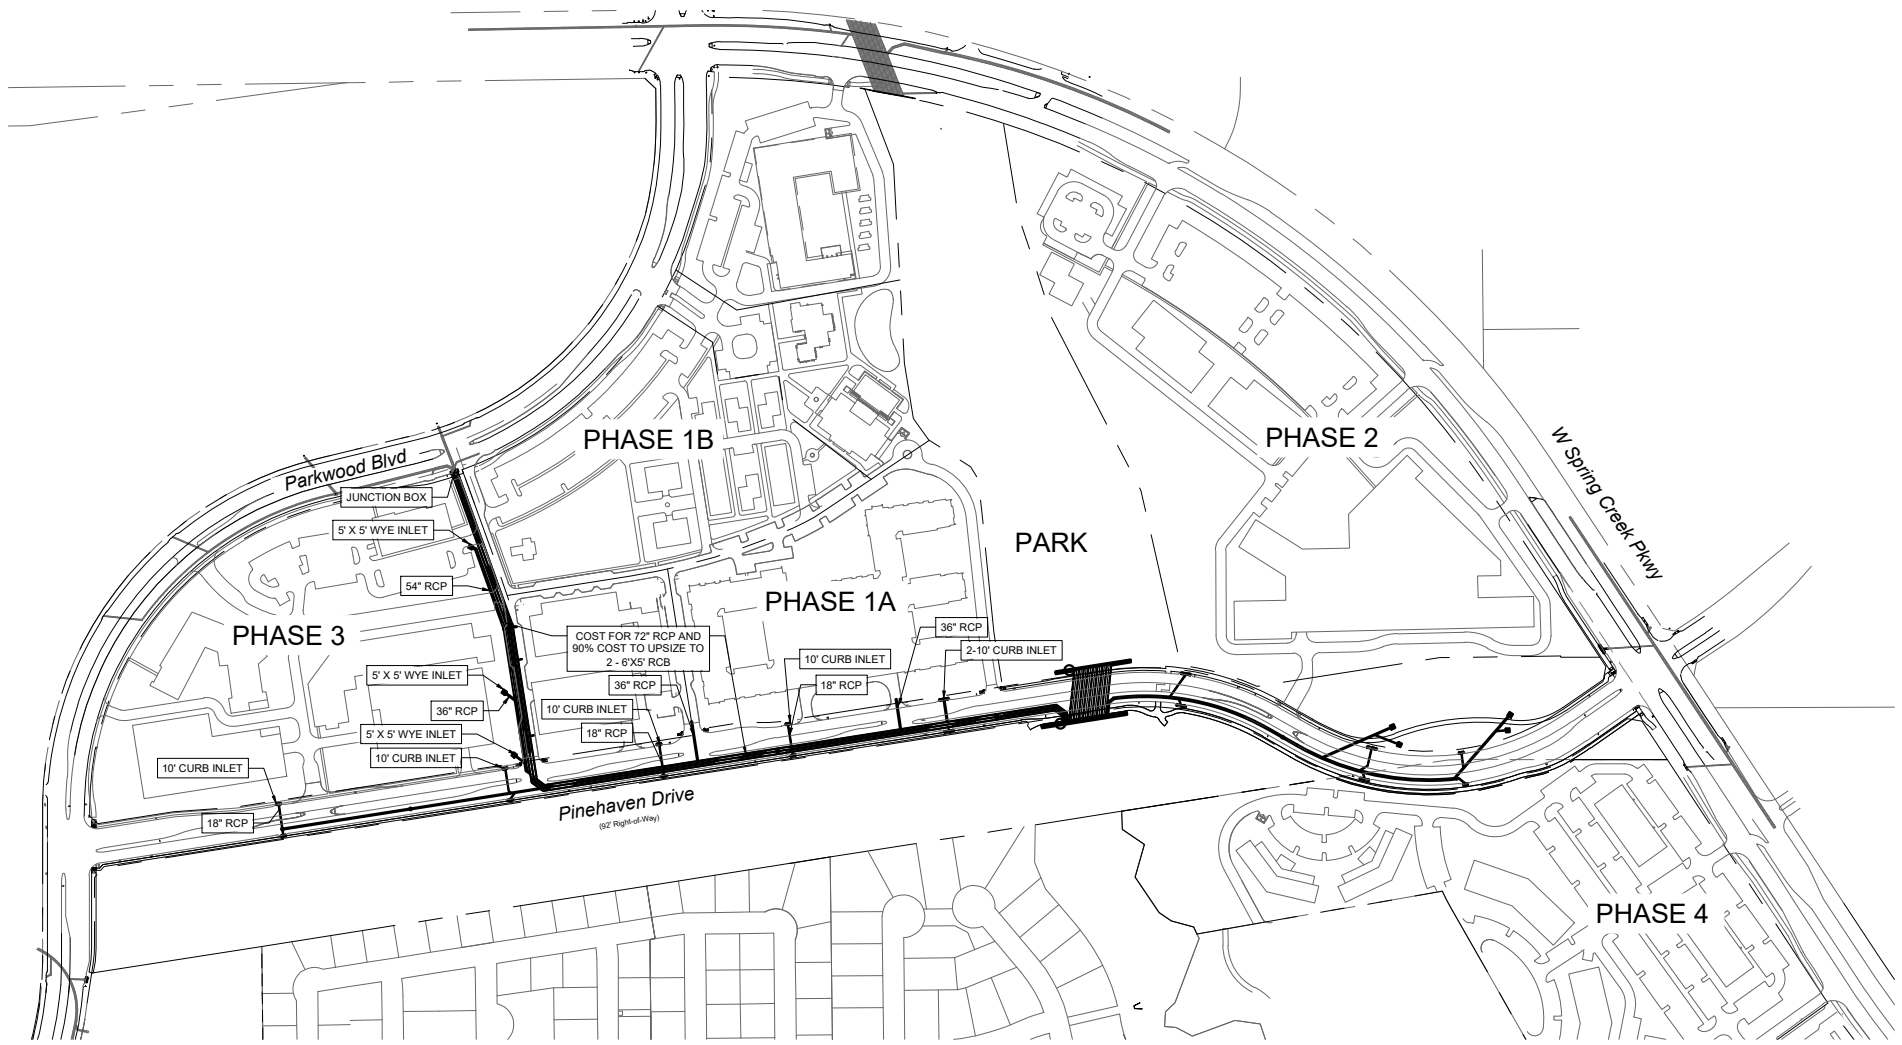 PHASE 1B
PHASE 2
W Spring Creek Pkwy
Parkwood Blvd
JUNCTION BOX
5' X 5' WYE INLET
PARK
54" RCP
PHASE 1A
PHASE 3
COST FOR 72" RCP AND
90% COST TO UPSIZE TO
2 - 6'X5' RCB
36" RCP
2-10' CURB INLET
10' CURB INLET
5' X 5' WYE INLET
36" RCP
18" RCP
36" RCP
10' CURB INLET
5' X 5' WYE INLET
18" RCP
10' CURB INLET
10' CURB INLET
18" RCP
Pinehaven Drive
(92' Right-of-Way)
PHASE 4